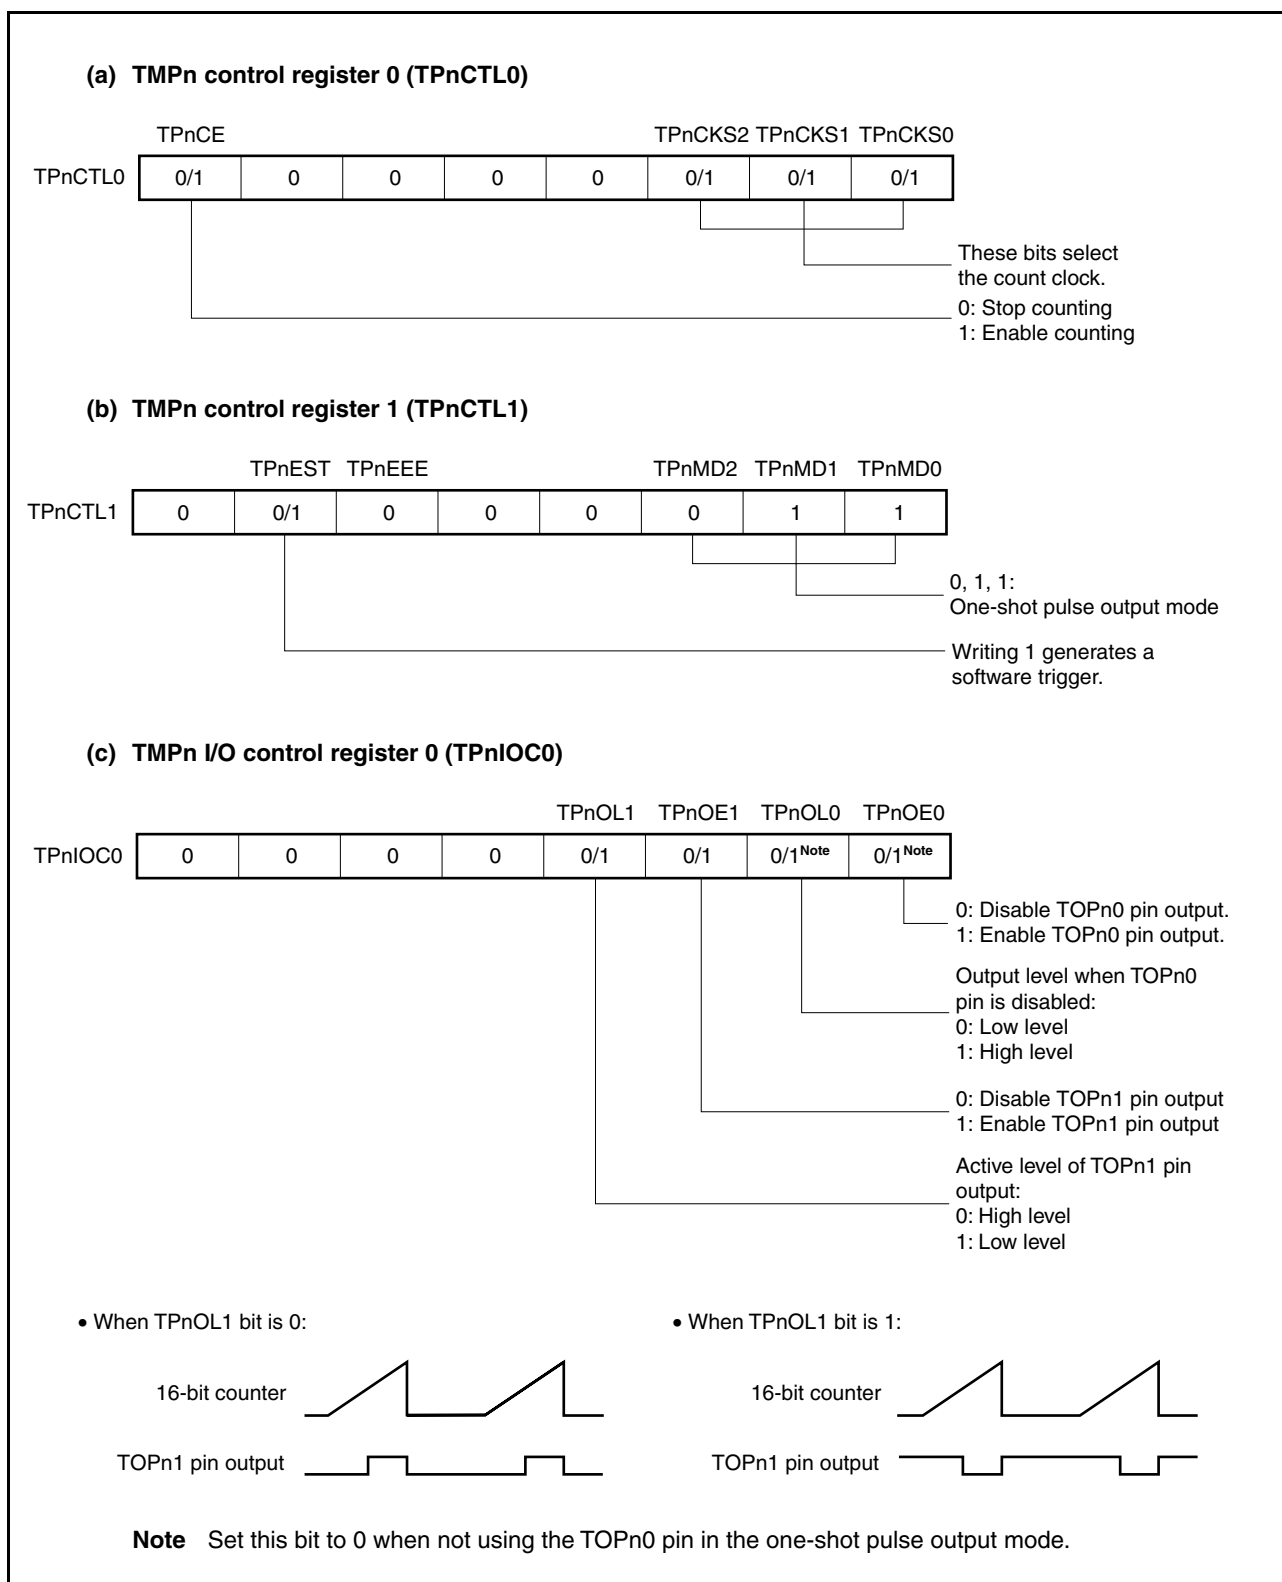 (a) TMPn control register 0 (TPnCTL0)
TPnCE TPnCKS2 TPnCKS1 TPnCKS0
TPnCTL0 0/1 0 0 0 0 0/1 0/1 0/1
These bits select
the count clock.
0: Stop counting
1: Enable counting
(b) TMPn control register 1 (TPnCTL1)
TPnEST TPnEEE TPnMD2 TPnMD1 TPnMD0
TPnCTL1 0 0/1 0 0 0 0 1 1
0, 1, 1:
One-shot pulse output mode
Writing 1 generates a
software trigger.
(c) TMPn I/O control register 0 (TPnIOC0)
TPnOL1 TPnOE1 TPnOL0 TPnOE0
TPnIOC0 0 0 0 0 0/1 0/1 0/1Note 0/1Note
0: Disable TOPn0 pin output.
1: Enable TOPn0 pin output.
Output level when TOPn0
pin is disabled:
0: Low level
1: High level
0: Disable TOPn1 pin output
1: Enable TOPn1 pin output
Active level of TOPn1 pin
output:
0: High level
1: Low level
• When TPnOL1 bit is 0:
16-bit counter
TOPn1 pin output
• When TPnOL1 bit is 1:
16-bit counter
TOPn1 pin output
Note Set this bit to 0 when not using the TOPn0 pin in the one-shot pulse output mode.